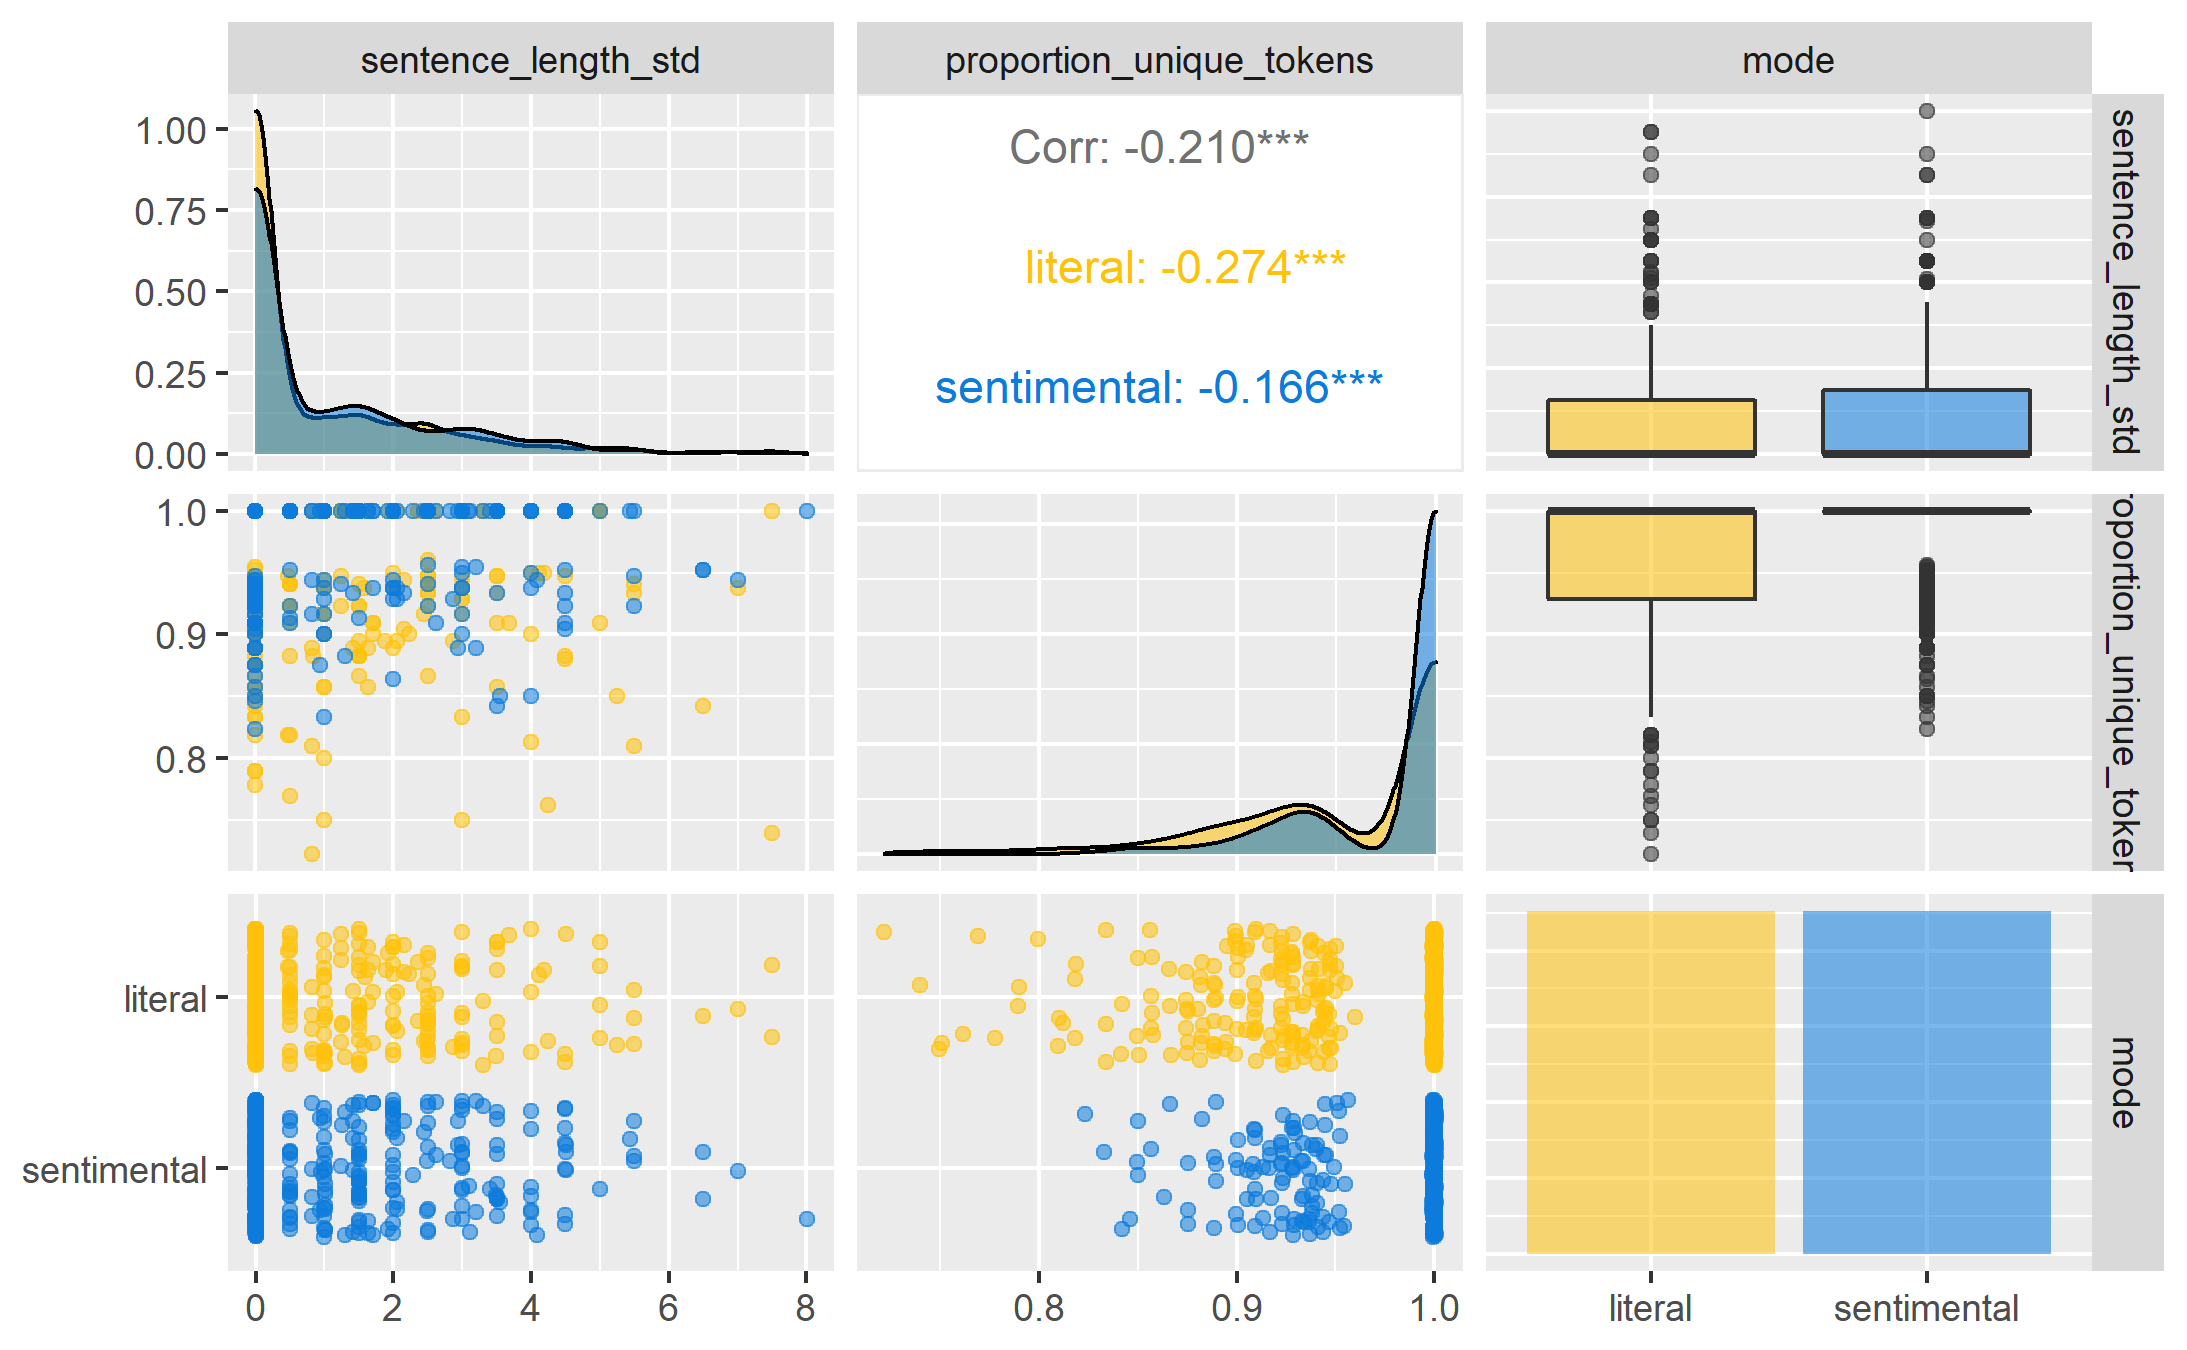 sentence_length_std
proportion_unique_tokens
mode
1.00
0.75
0.50
0.25
0.00
Corr: -0.210***
literal: -0.274***
sentimental: -0.166***
sentence_length_std
1.0
0.9
0.8
oportion_unique_token
literal
sentimental
mode
0 2 4 6 8
0.8 0.9 1.0
literal sentimental